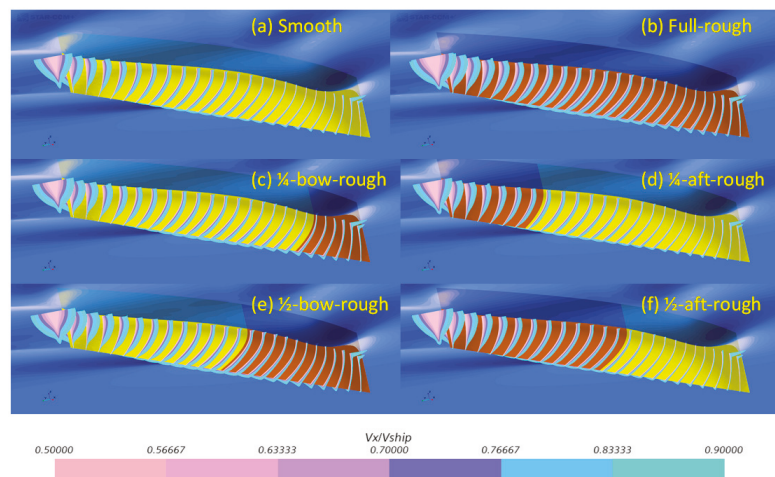 (a) Smooth
(b) Full-rough
(c) ¼-bow-rough
(d) ¼-aft-rough
(e) ½-bow-rough
(f) ½-aft-rough
Vx/Vship
0.50000 0.56667 0.63333 0.70000 0.76667 0.83333 0.90000